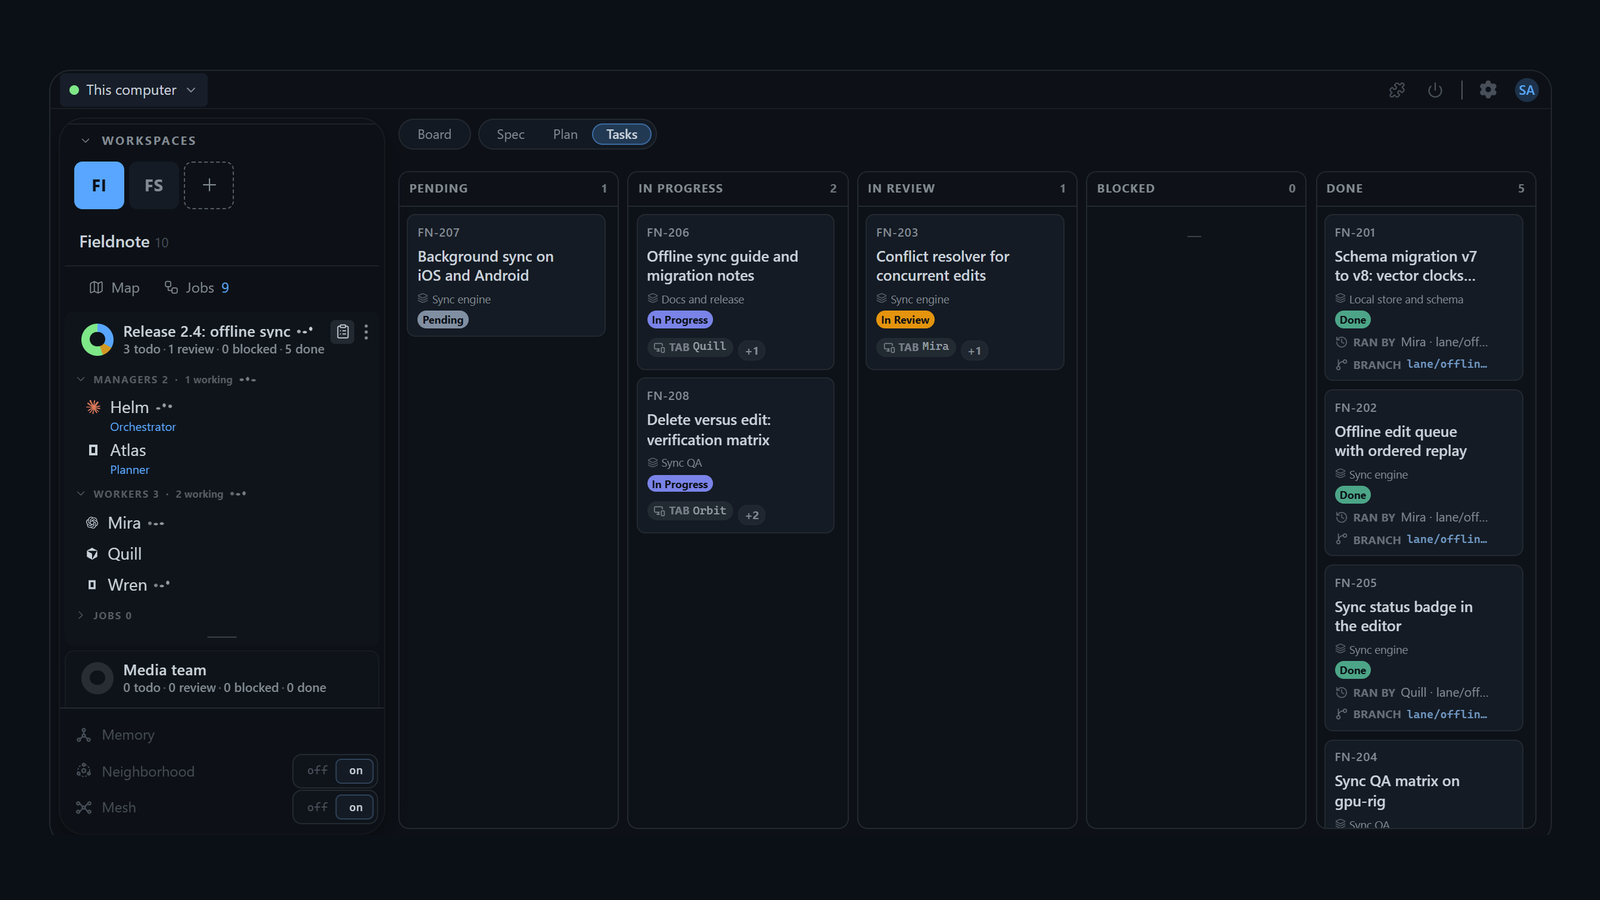 This computer
SA
WORKSPACES
FI
FS
+
Fieldnote 10
Map
Jobs 9
Release 2.4: offline sync
3 todo · 1 review · 0 blocked · 5 done
MANAGERS 2 · 1 working
Helm
Orchestrator
Atlas
Planner
WORKERS 3 · 2 working
Mira
Quill
Wren
JOBS 0
Media team
0 todo · 0 review · 0 blocked · 0 done
Memory
Neighborhood
off on
Mesh
off on
Board
Spec
Plan
Tasks
PENDING 1
FN-207
Background sync on
iOS and Android
Sync engine
Pending
IN PROGRESS 2
FN-206
Offline sync guide and
migration notes
Docs and release
In Progress
TAB Quill
+1
FN-208
Delete versus edit:
verification matrix
Sync QA
In Progress
TAB Orbit
+2
IN REVIEW 1
FN-203
Conflict resolver for
concurrent edits
Sync engine
In Review
TAB Mira
+1
BLOCKED 0
—
DONE 5
FN-201
Schema migration v7
to v8: vector clocks...
Local store and schema
Done
RAN BY Mira · lane/off...
BRANCH lane/offlin...
FN-202
Offline edit queue
with ordered replay
Sync engine
Done
RAN BY Mira · lane/off...
BRANCH lane/offlin...
FN-205
Sync status badge in
the editor
Sync engine
Done
RAN BY Quill · lane/off...
BRANCH lane/offlin...
FN-204
Sync QA matrix on
gpu-rig
Sync QA